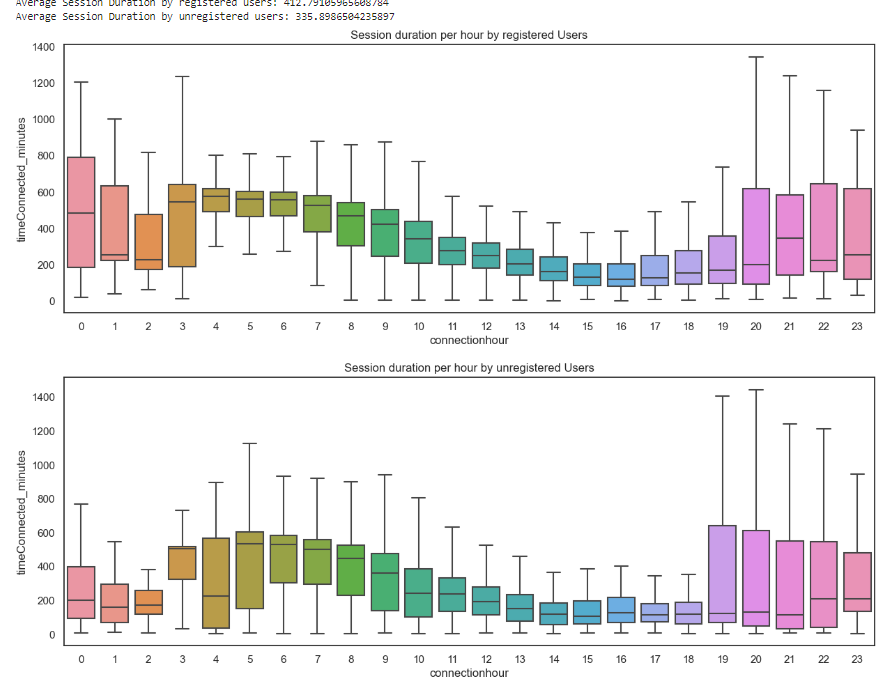 Average Session Duration by registered users: 412.79105965608784
Average Session Duration by unregistered users: 335.8986504235897
Session duration per hour by registered Users
1400
1200
1000
800
600
400
200
0
timeConnected_minutes
0 1 2 3 4 5 6 7 8 9 10 11 12 13 14 15 16 17 18 19 20 21 22 23
connectionhour
Session duration per hour by unregistered Users
1400
1200
1000
800
600
400
200
0
timeConnected_minutes
0 1 2 3 4 5 6 7 8 9 10 11 12 13 14 15 16 17 18 19 20 21 22 23
connectionhour